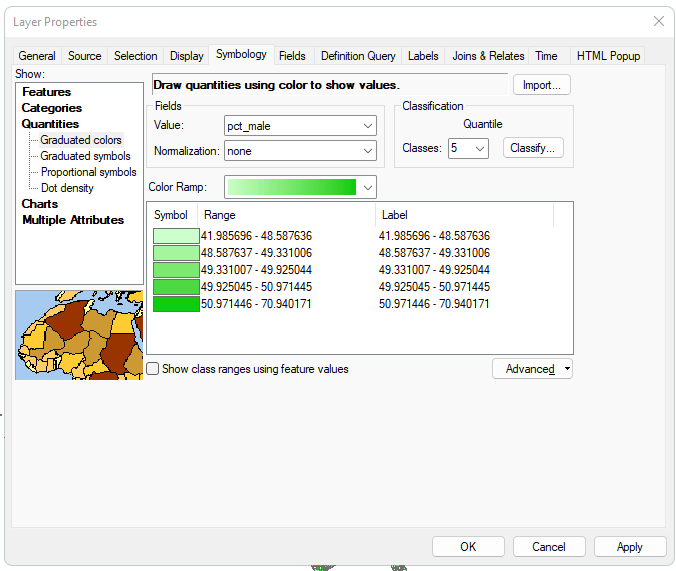 Layer Properties
General Source Selection Display Symbology Fields Definition Query Labels Joins & Relates Time HTML Popup
Show:
Features
Categories
Quantities
Graduated colors
Graduated symbols
Proportional symbols
Dot density
Charts
Multiple Attributes
Draw quantities using color to show values.
Import...
Fields
Value: pct_male
Normalization: none
Classification
Quantile
Classes: 5 Classify...
Color Ramp:
Symbol Range Label
41.985696 - 48.587636 41.985696 - 48.587636
48.587637 - 49.331006 48.587637 - 49.331006
49.331007 - 49.925044 49.331007 - 49.925044
49.925045 - 50.971445 49.925045 - 50.971445
50.971446 - 70.940171 50.971446 - 70.940171
Show class ranges using feature values
Advanced
OK Cancel Apply